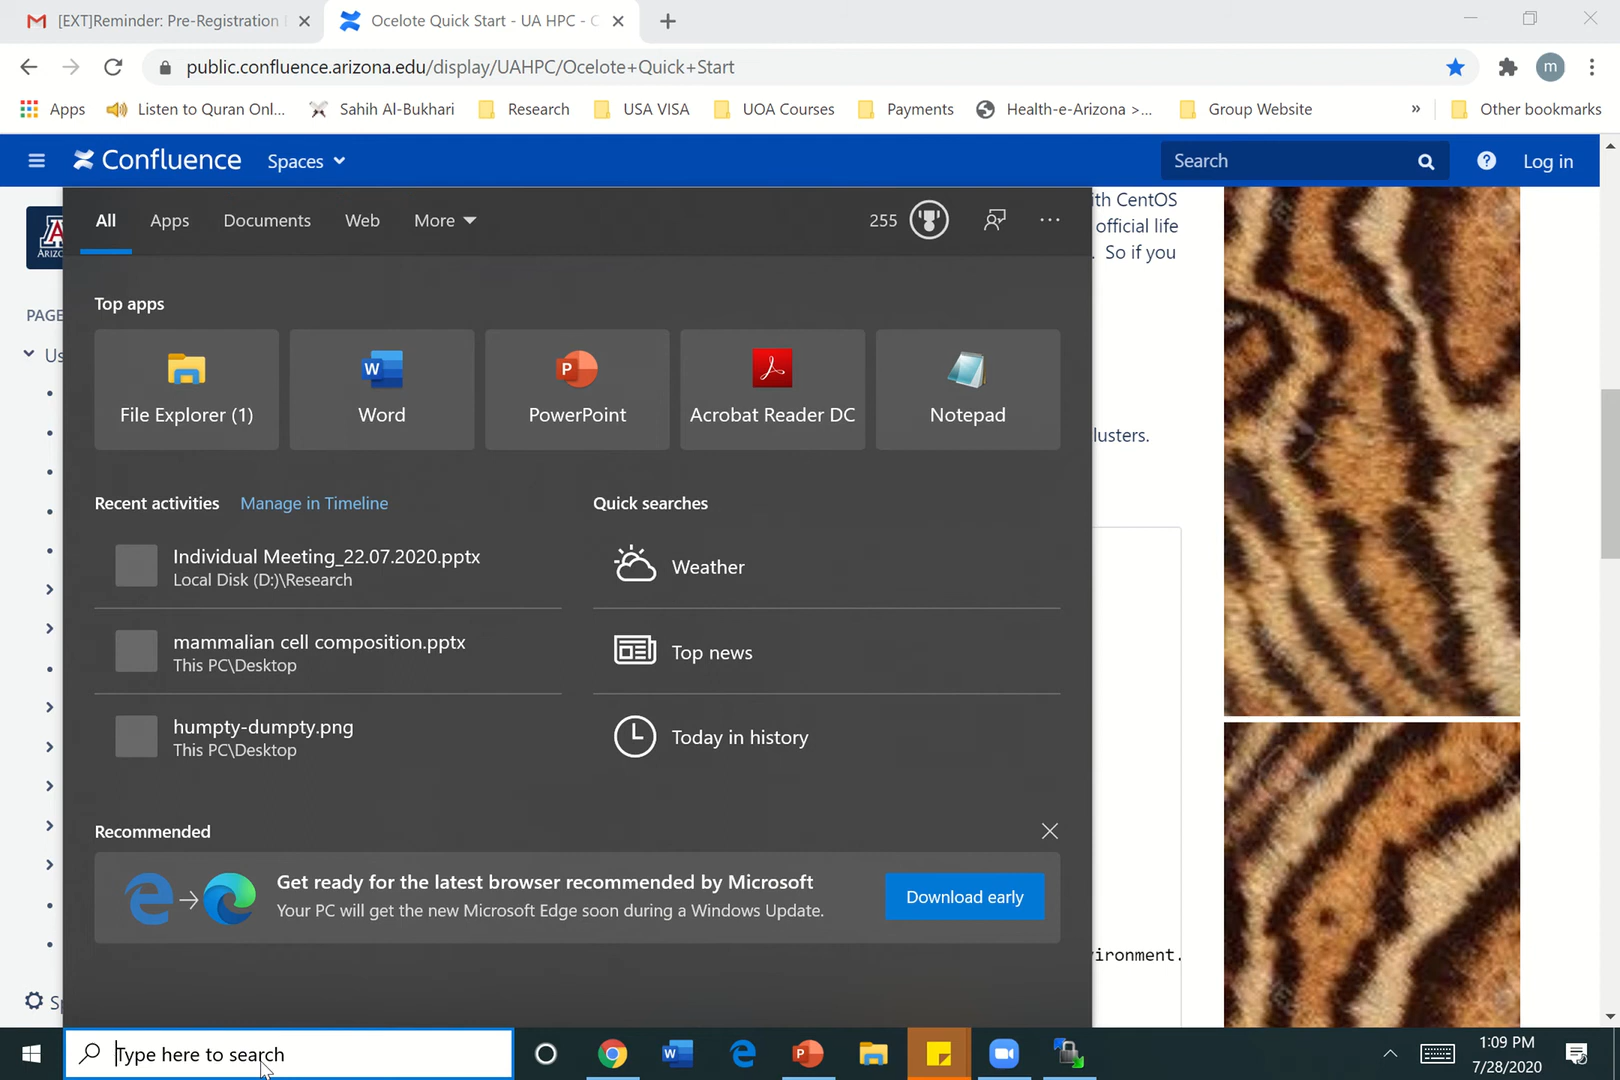 [EXT]Reminder: Pre-Registration
Ocelote Quick Start - UA HPC - C
public.confluence.arizona.edu/display/UAHPC/Ocelote+Quick+Start
m
Apps
Listen to Quran Onl...
Sahih Al-Bukhari
Research
USA VISA
UOA Courses
Payments
Health-e-Arizona >...
Group Website
»
Other bookmarks
Confluence
Spaces
Search
Log in
All
Apps
Documents
Web
More
255
ith CentOS
official life
. So if you
A
ARIZO
PAGE
Us
Top apps
File Explorer (1)
Word
PowerPoint
Acrobat Reader DC
Notepad
lusters.
Recent activities
Manage in Timeline
Quick searches
Individual Meeting_22.07.2020.pptx
Local Disk (D:)\Research
Weather
mammalian cell composition.pptx
This PC\Desktop
Top news
humpty-dumpty.png
This PC\Desktop
Today in history
Recommended
Get ready for the latest browser recommended by Microsoft
Your PC will get the new Microsoft Edge soon during a Windows Update.
Download early
ironment.
Sp
Type here to search
1:09 PM
7/28/2020